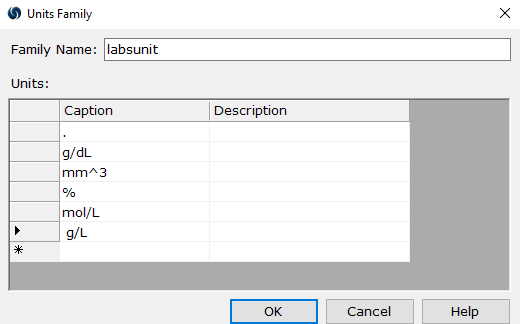 Units Family
Family Name: labsunit
Units:
Caption Description
.
g/dL
mm^3
%
mol/L
g/L
*
OK Cancel Help